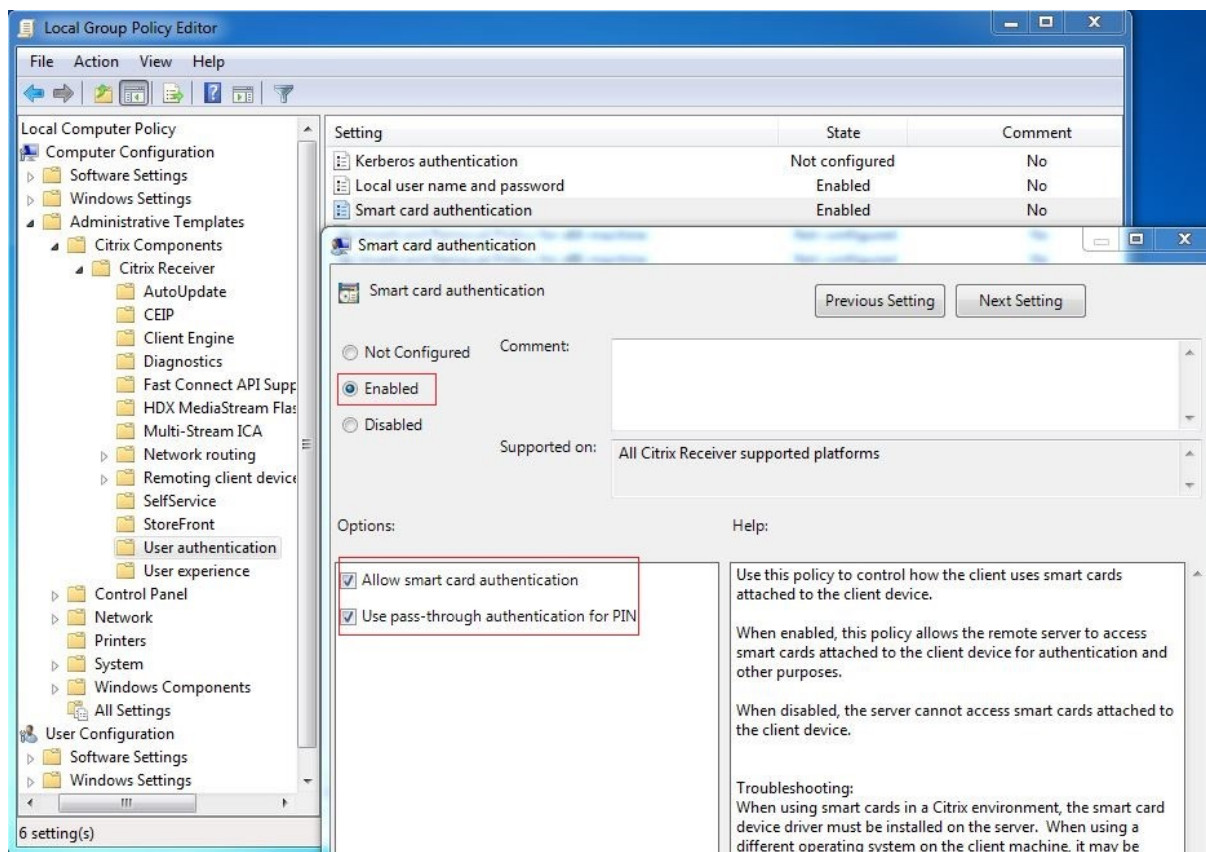 Local Group Policy Editor
File Action View Help
Local Computer Policy
Computer Configuration
Software Settings
Windows Settings
Administrative Templates
Citrix Components
Citrix Receiver
AutoUpdate
CEIP
Client Engine
Diagnostics
Fast Connect API Supp
HDX MediaStream Flas
Multi-Stream ICA
Network routing
Remoting client device
SelfService
StoreFront
User authentication
User experience
Control Panel
Network
Printers
System
Windows Components
All Settings
User Configuration
Software Settings
Windows Settings
6 setting(s)
Setting State Comment
Kerberos authentication Not configured No
Local user name and password Enabled No
Smart card authentication Enabled No
Smart card authentication
Smart card authentication
Previous Setting Next Setting
Not Configured
Comment:
Enabled
Disabled
Supported on:
All Citrix Receiver supported platforms
Options:
Help:
Allow smart card authentication
Use pass-through authentication for PIN
Use this policy to control how the client uses smart cards
attached to the client device.
When enabled, this policy allows the remote server to access
smart cards attached to the client device for authentication and
other purposes.
When disabled, the server cannot access smart cards attached to
the client device.
Troubleshooting:
When using smart cards in a Citrix environment, the smart card
device driver must be installed on the server. When using a
different operating system on the client machine, it may be